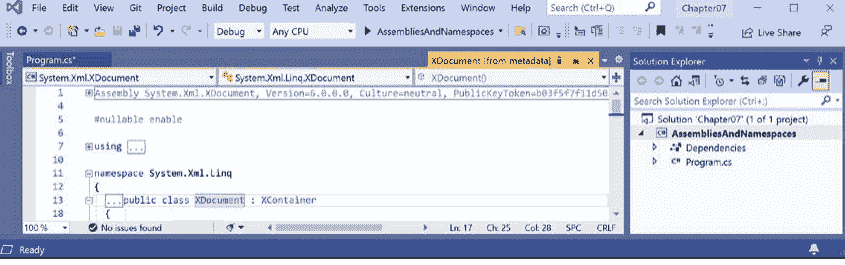 Project Build Debug Test Analyze Tools Extensions Window Help Search (Ctrl+Q) Chapter07
Debug Any CPU AssembliesAndNamespaces Live Share
Toolbox
Program.cs* XDocument [from metadata]
System.Xml.XDocument System.Xml.Linq.XDocument XDocument()
1 Assembly System.Xml.XDocument, Version=6.0.0.0, Culture=neutral, PublicKeyToken=b03f5f7f11d50
4
5 #nullable enable
6
7 using ...
10
11 namespace System.Xml.Linq
12 {
13 ...public class XDocument : XContainer
18 {
100 % No issues found Ln: 17 Ch: 25 Col: 28 SPC CRLF
Solution Explorer
Search Solution Explorer (Ctrl+;)
Solution 'Chapter07' (1 of 1 project)
AssembliesAndNamespaces
Dependencies
C# Program.cs
Ready